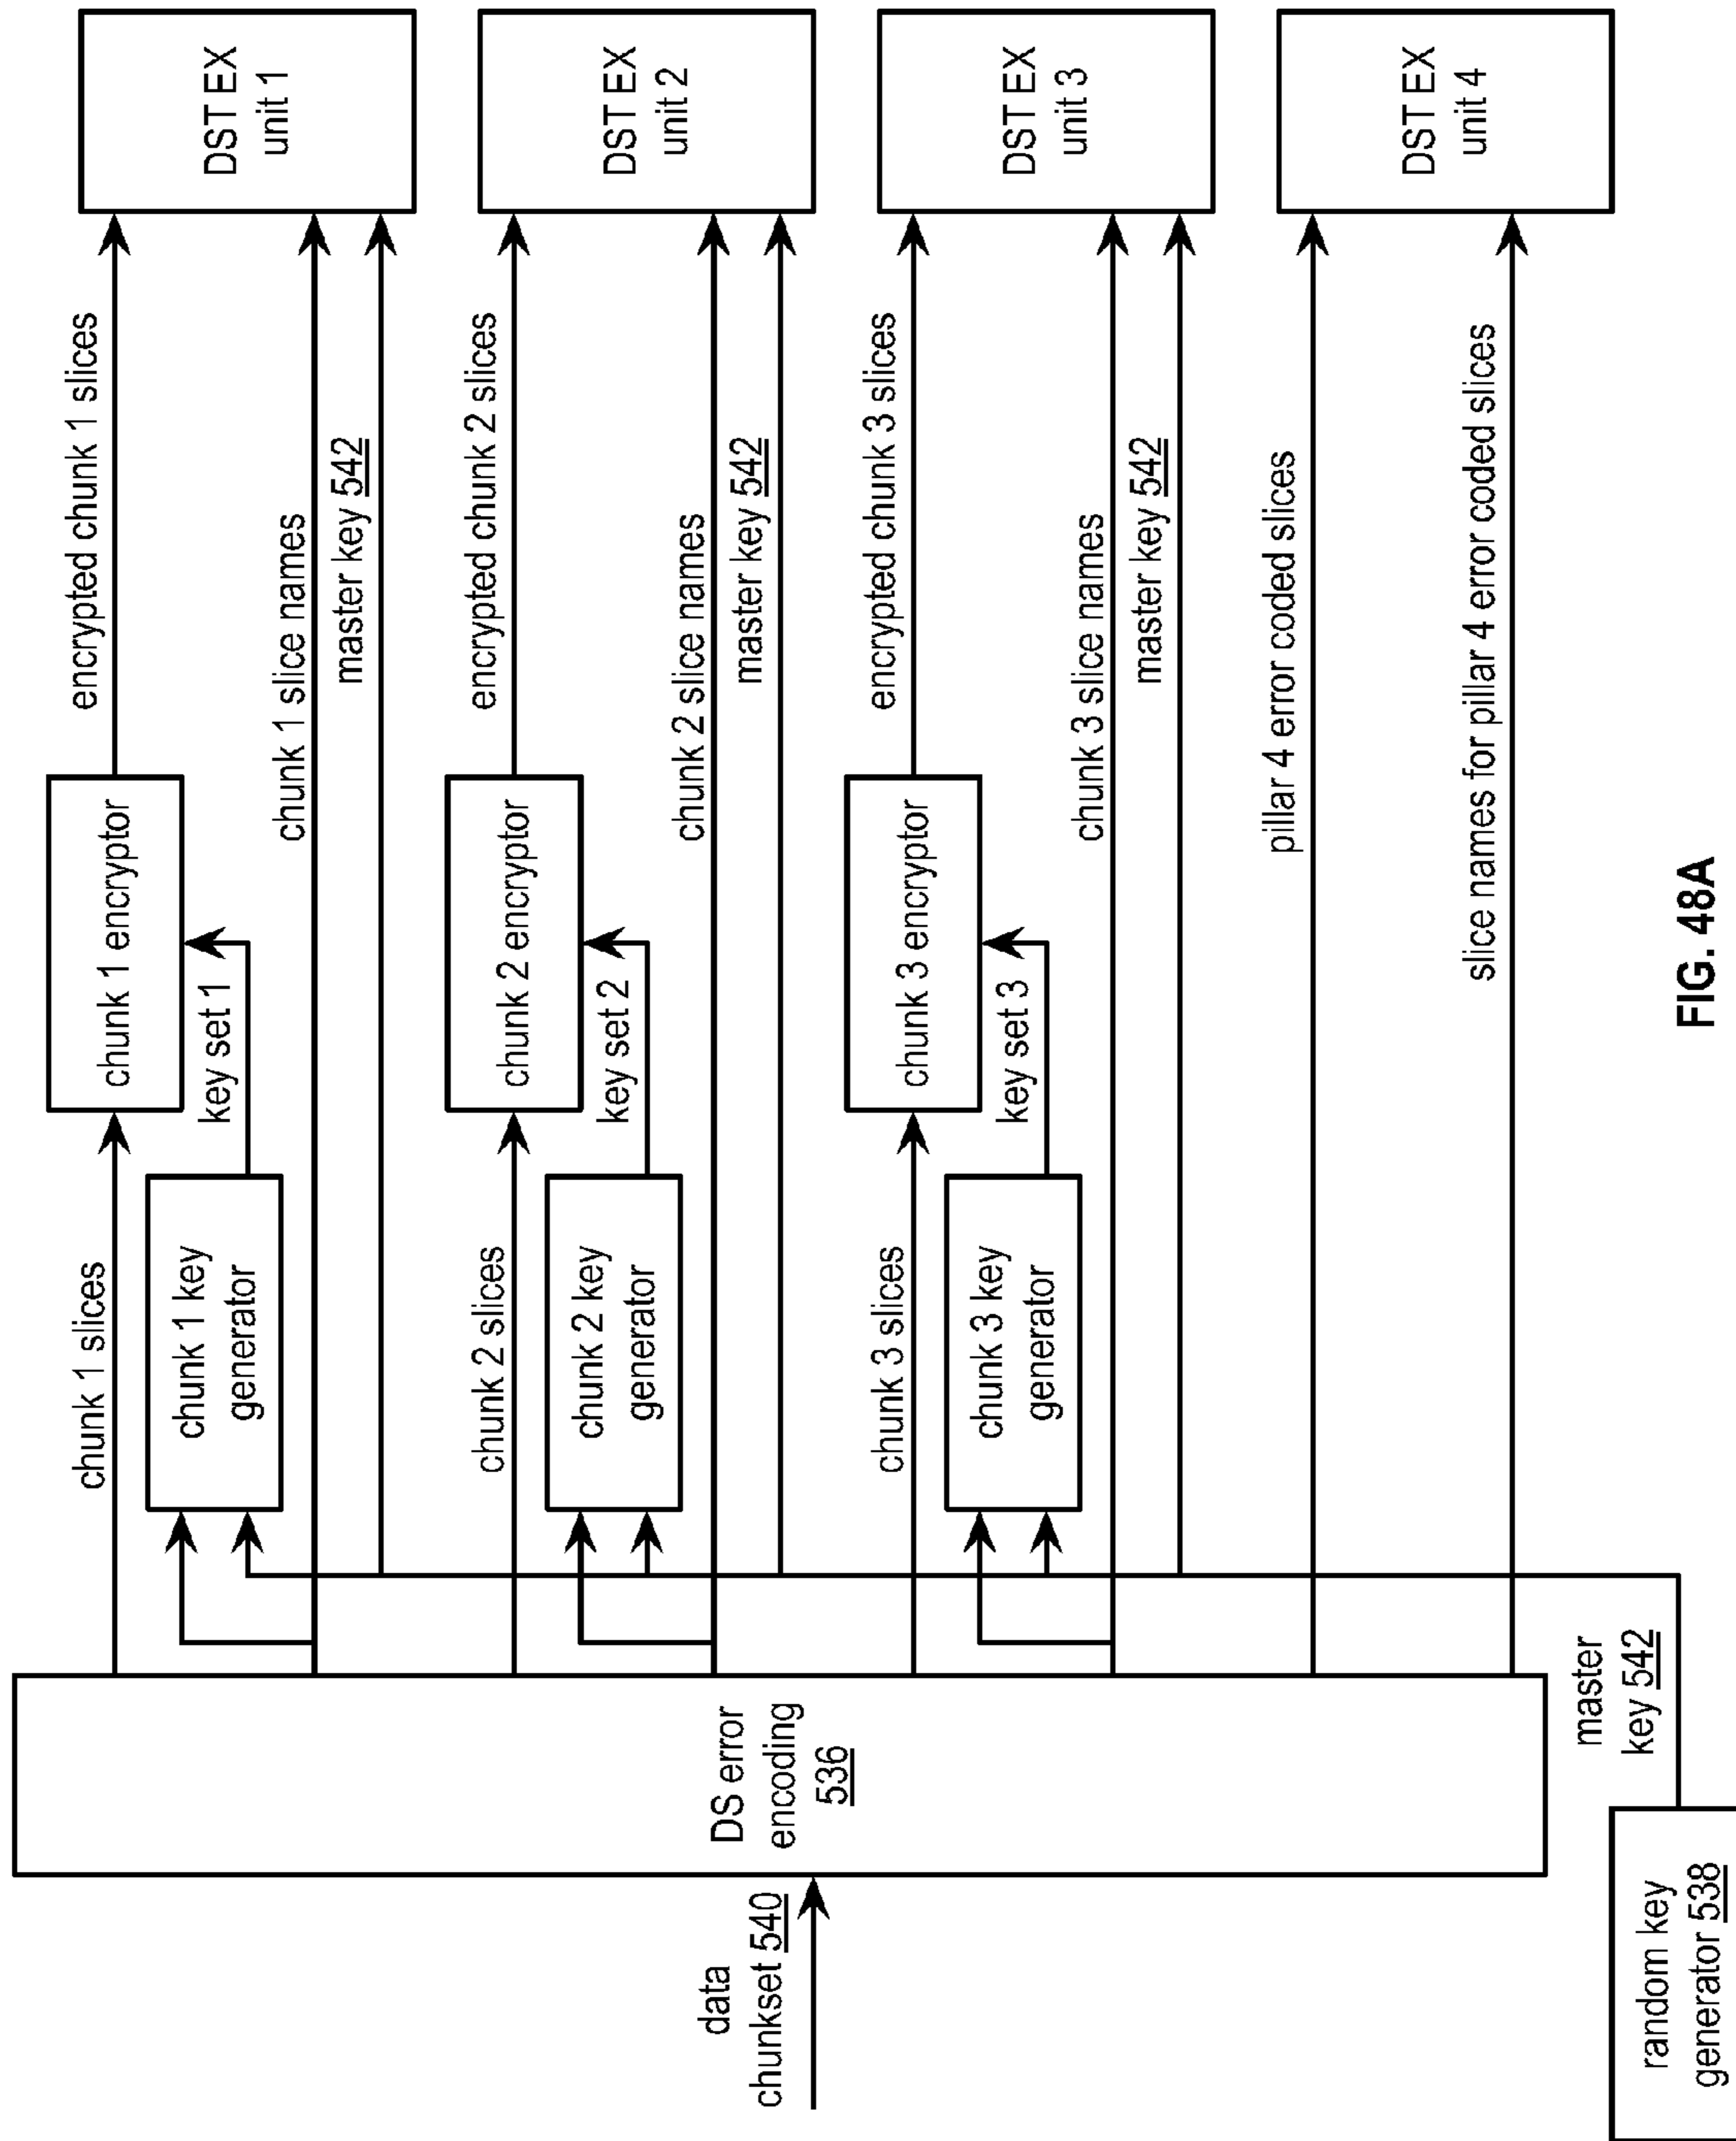 data
chunkset 540
random key
generator 538
DS error
encoding
536
master
key 542
chunk 1 slices
chunk 1 key
generator
key set 1
chunk 1 encryptor
encrypted chunk 1 slices
chunk 1 slice names
master key 542
DST EX
unit 1
chunk 2 slices
chunk 2 key
generator
key set 2
chunk 2 encryptor
encrypted chunk 2 slices
chunk 2 slice names
master key 542
DST EX
unit 2
chunk 3 slices
chunk 3 key
generator
key set 3
chunk 3 encryptor
encrypted chunk 3 slices
chunk 3 slice names
master key 542
DST EX
unit 3
pillar 4 error coded slices
slice names for pillar 4 error coded slices
DST EX
unit 4
FIG. 48A